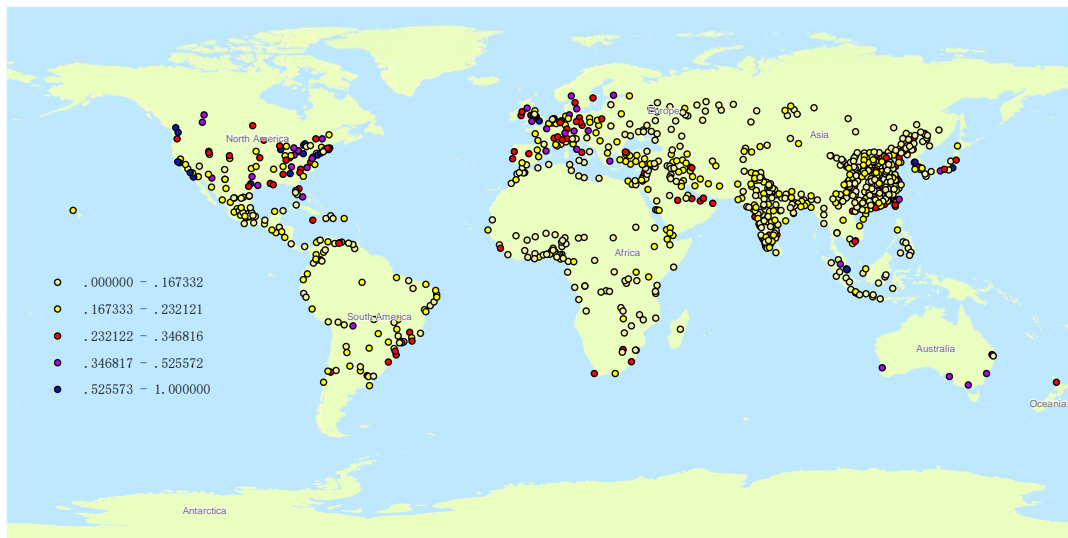 Europe
North America
Asia
Africa
.000000 - .167332
.167333 - .232121
South America
.232122 - .346816
Australia
.346817 - .525572
.525573 - 1.000000
Oceania
Antarctica